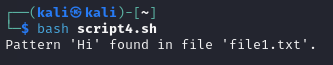 ┌──(kali㉿kali)-[~]
└─$ bash script4.sh
Pattern 'Hi' found in file 'file1.txt'.